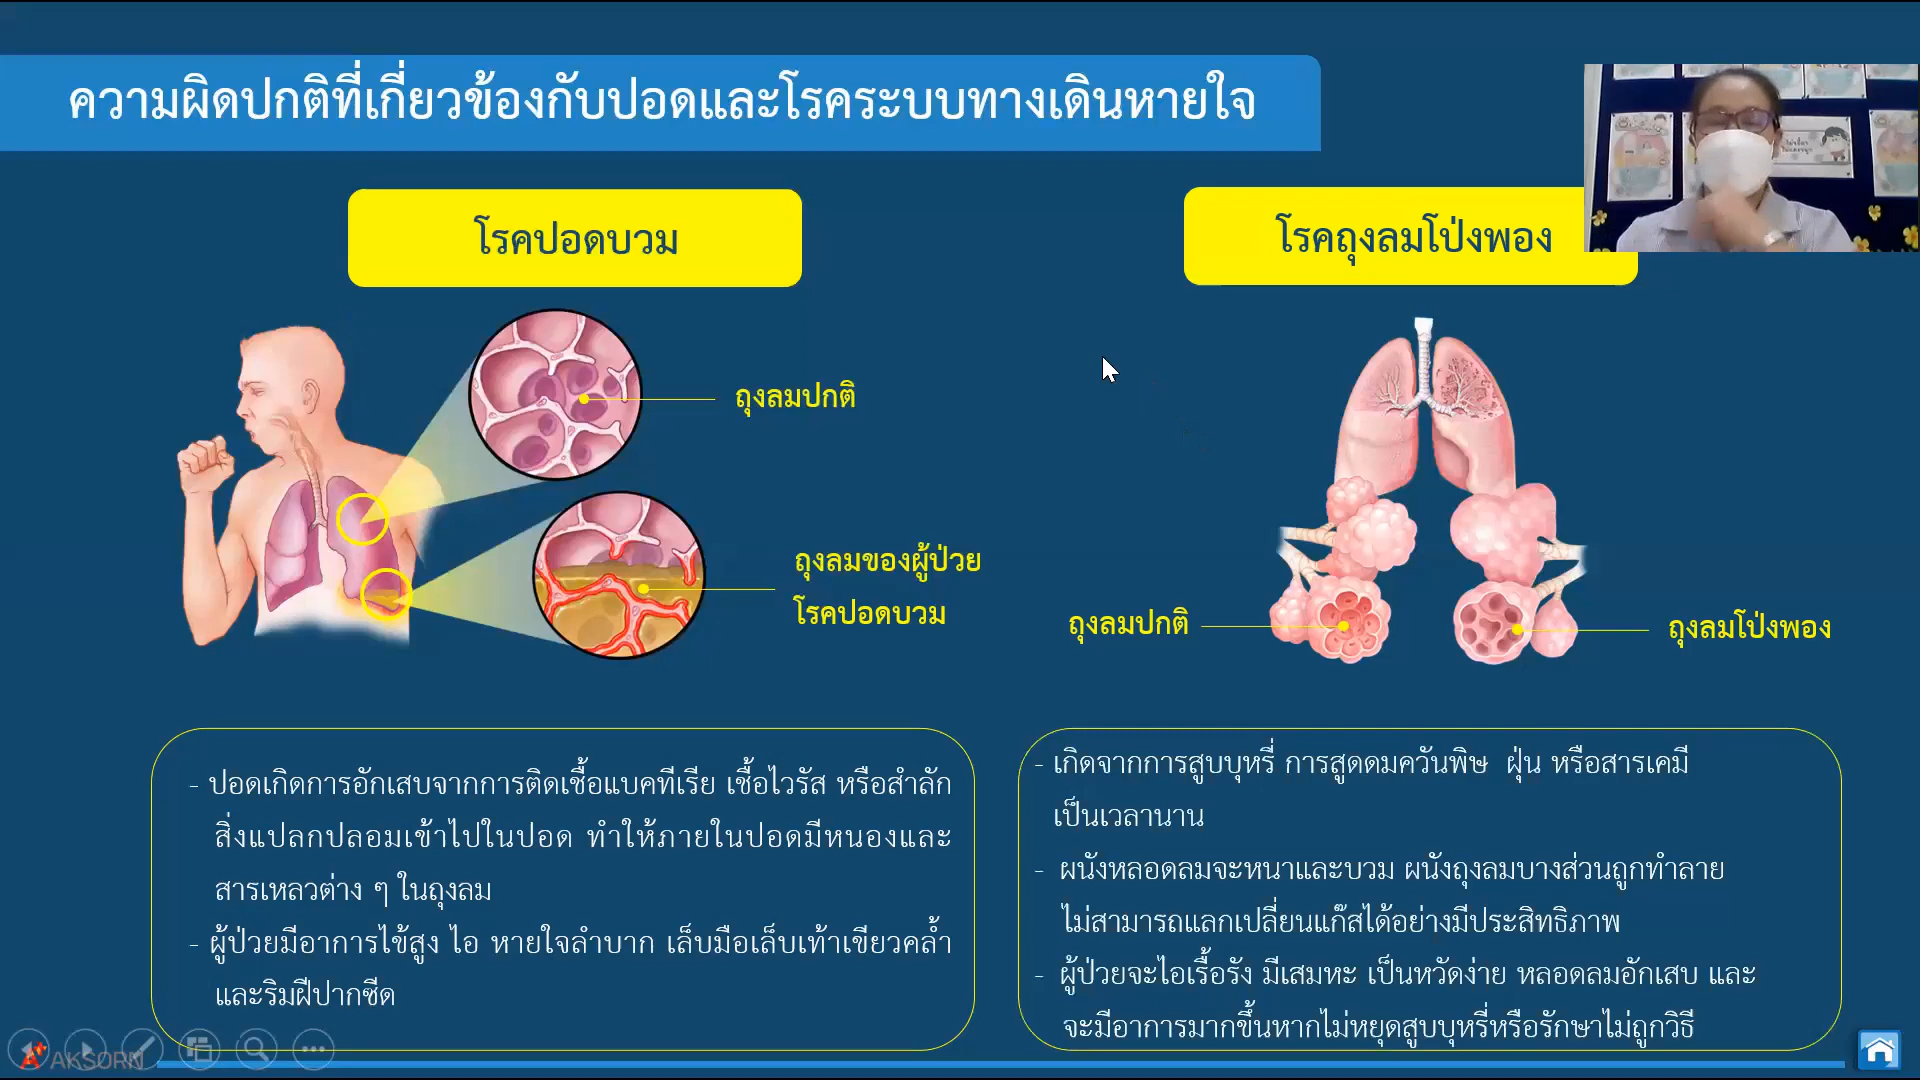 ความผิดปกติที่เกี่ยวข้องกับปอดและโรคระบบทางเดินหายใจ
โรคปอดบวม
ถุงลมปกติ
ถุงลมของผู้ป่วย
โรคปอดบวม
- ปอดเกิดการอักเสบจากการติดเชื้อแบคทีเรีย เชื้อไวรัส หรือสำลัก
สิ่งแปลกปลอมเข้าไปในปอด ทำให้ภายในปอดมีหนองและ
สารเหลวต่าง ๆ ในถุงลม
- ผู้ป่วยมีอาการไข้สูง ไอ หายใจลำบาก เล็บมือเล็บเท้าเขียวคล้ำ
และริมฝีปากซีด
โรคถุงลมโป่งพอง
ถุงลมปกติ
ถุงลมโป่งพอง
- เกิดจากการสูบบุหรี่ การสูดดมควันพิษ ฝุ่น หรือสารเคมี
เป็นเวลานาน
- ผนังหลอดลมจะหนาและบวม ผนังถุงลมบางส่วนถูกทำลาย
ไม่สามารถแลกเปลี่ยนแก๊สได้อย่างมีประสิทธิภาพ
- ผู้ป่วยจะไอเรื้อรัง มีเสมหะ เป็นหวัดง่าย หลอดลมอักเสบ และ
จะมีอาการมากขึ้นหากไม่หยุดสูบบุหรี่หรือรักษาไม่ถูกวิธี
AKSORN